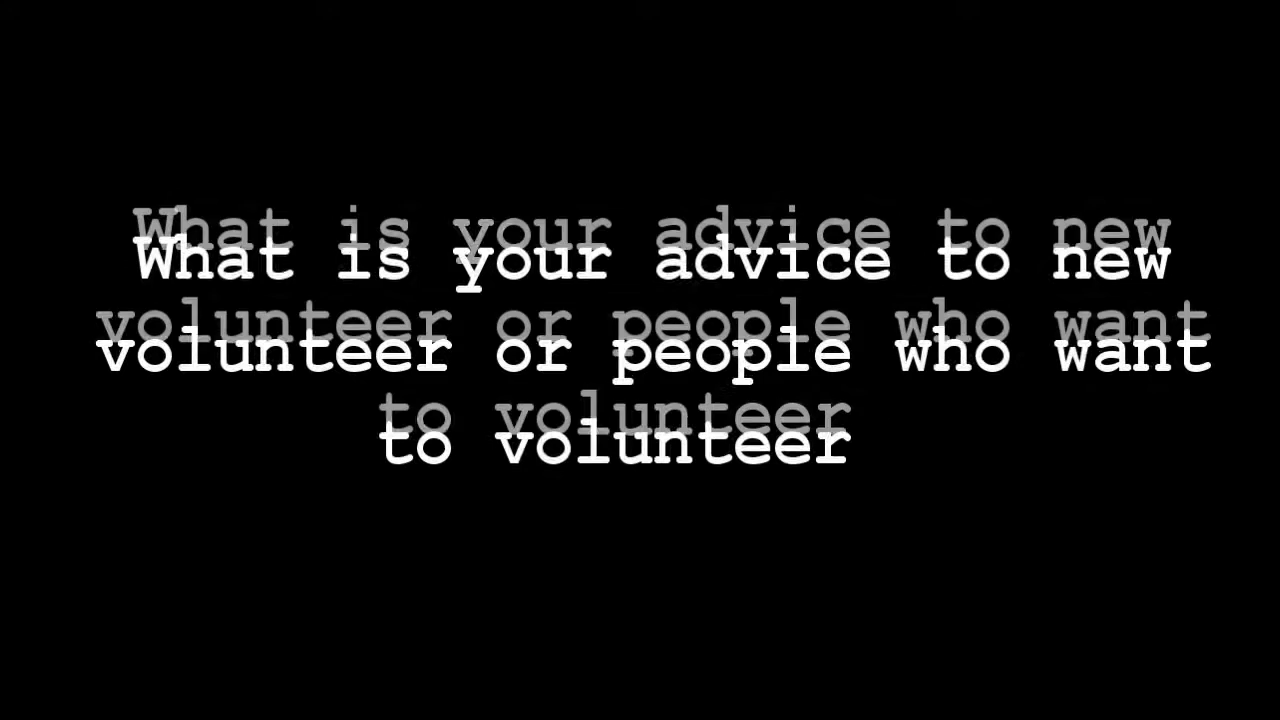 What is your advice to new
volunteer or people who want
to volunteer